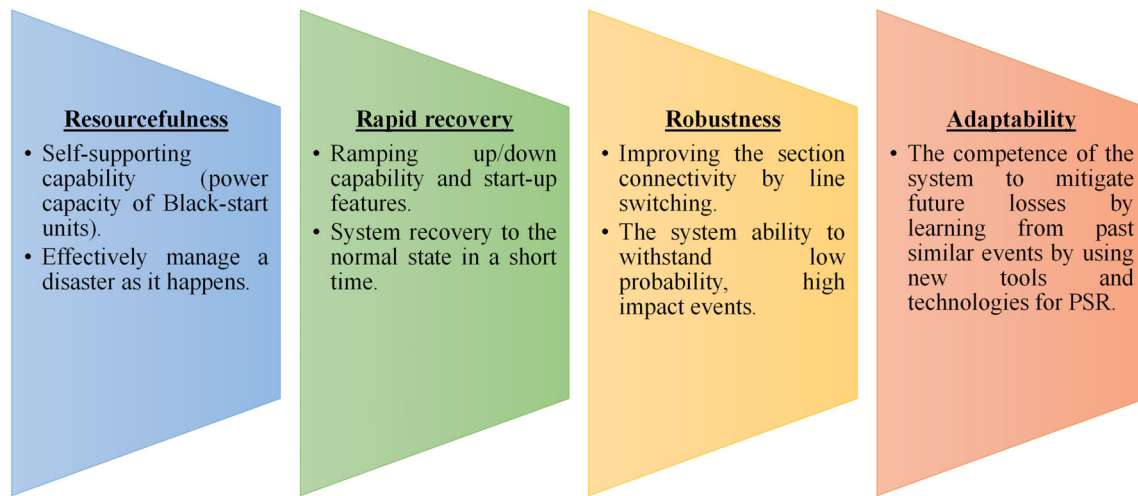 Resourcefulness
• Self-supporting
capability (power
capacity of Black-start
units).
• Effectively manage a
disaster as it happens.
Rapid recovery
• Ramping up/down
capability and start-up
features.
• System recovery to the
normal state in a short
time.
Robustness
• Improving the section
connectivity by line
switching.
• The system ability to
withstand low
probability, high
impact events.
Adaptability
• The competence of the
system to mitigate
future losses by
learning from past
similar events by using
new tools and
technologies for PSR.